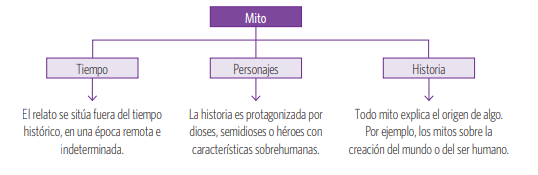 Mito
Tiempo
Personajes
Historia
El relato se sitúa fuera del tiempo
histórico, en una época remota e
indeterminada.
La historia es protagonizada por
dioses, semidioses o héroes con
características sobrehumanas.
Todo mito explica el origen de algo.
Por ejemplo, los mitos sobre la
creación del mundo o del ser humano.